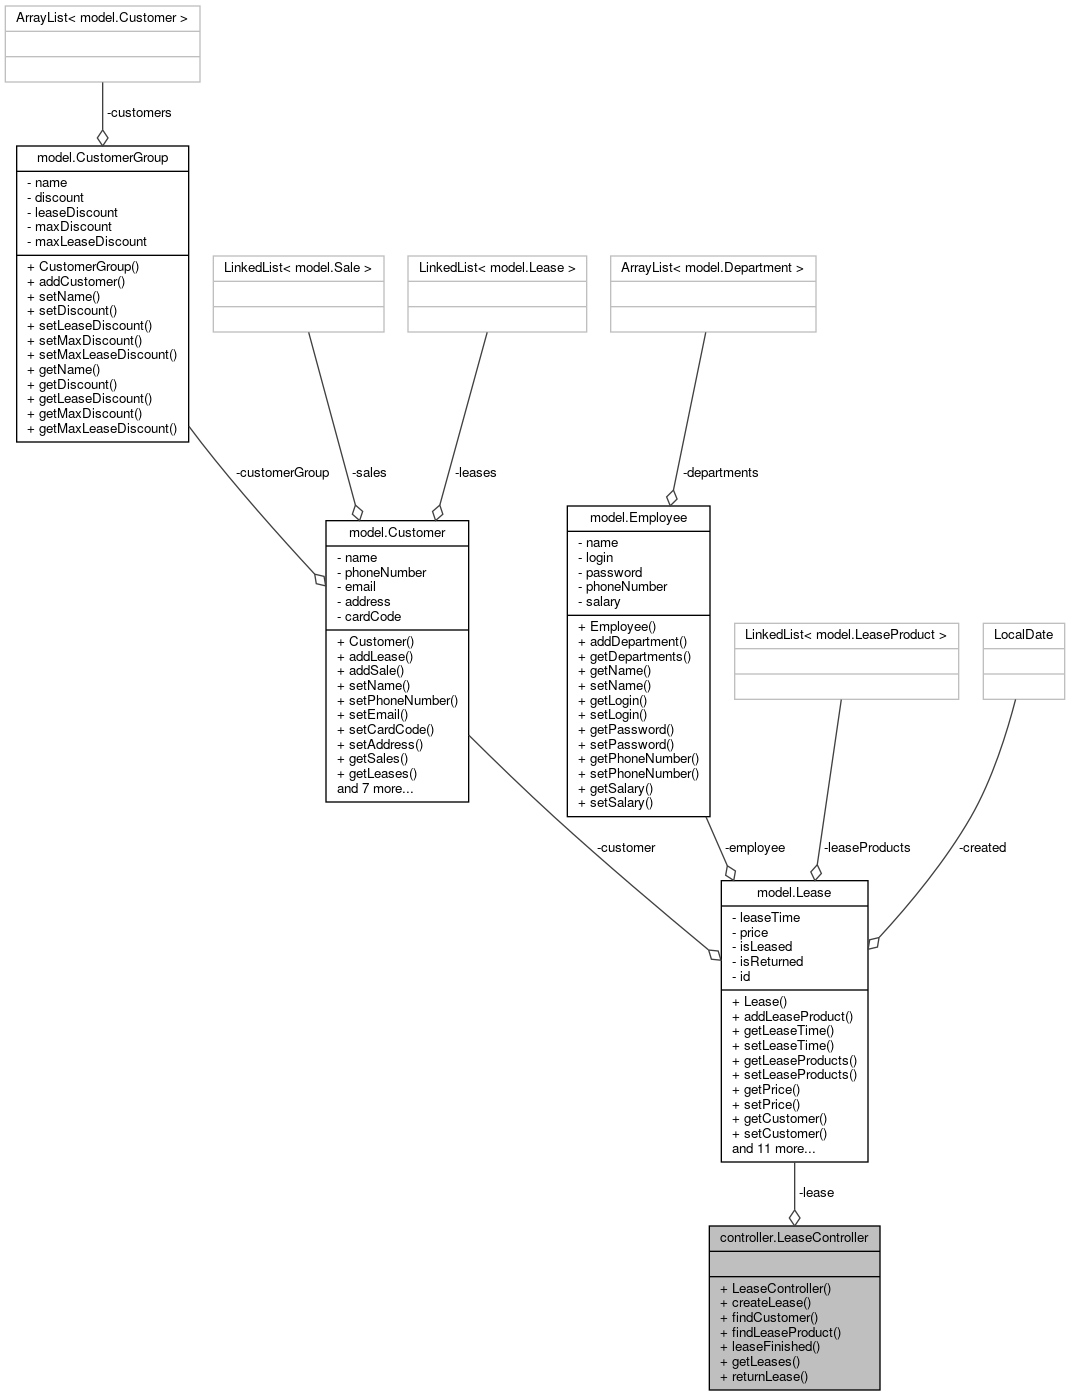 ArrayList< model.Customer >
-customers
model.CustomerGroup
- name
- discount
- leaseDiscount
- maxDiscount
- maxLeaseDiscount
+ CustomerGroup()
+ addCustomer()
+ setName()
+ setDiscount()
+ setLeaseDiscount()
+ setMaxDiscount()
+ setMaxLeaseDiscount()
+ getName()
+ getDiscount()
+ getLeaseDiscount()
+ getMaxDiscount()
+ getMaxLeaseDiscount()
LinkedList< model.Sale >
LinkedList< model.Lease >
ArrayList< model.Department >
-customerGroup
-sales
-leases
-departments
model.Customer
- name
- phoneNumber
- email
- address
- cardCode
+ Customer()
+ addLease()
+ addSale()
+ setName()
+ setPhoneNumber()
+ setEmail()
+ setCardCode()
+ setAddress()
+ getSales()
+ getLeases()
and 7 more...
model.Employee
- name
- login
- password
- phoneNumber
- salary
+ Employee()
+ addDepartment()
+ getDepartments()
+ getName()
+ setName()
+ getLogin()
+ setLogin()
+ getPassword()
+ setPassword()
+ getPhoneNumber()
+ setPhoneNumber()
+ getSalary()
+ setSalary()
LinkedList< model.LeaseProduct >
LocalDate
-customer
-employee
-leaseProducts
-created
model.Lease
- leaseTime
- price
- isLeased
- isReturned
- id
+ Lease()
+ addLeaseProduct()
+ getLeaseTime()
+ setLeaseTime()
+ getLeaseProducts()
+ setLeaseProducts()
+ getPrice()
+ setPrice()
+ getCustomer()
+ setCustomer()
and 11 more...
-lease
controller.LeaseController
+ LeaseController()
+ createLease()
+ findCustomer()
+ findLeaseProduct()
+ leaseFinished()
+ getLeases()
+ returnLease()